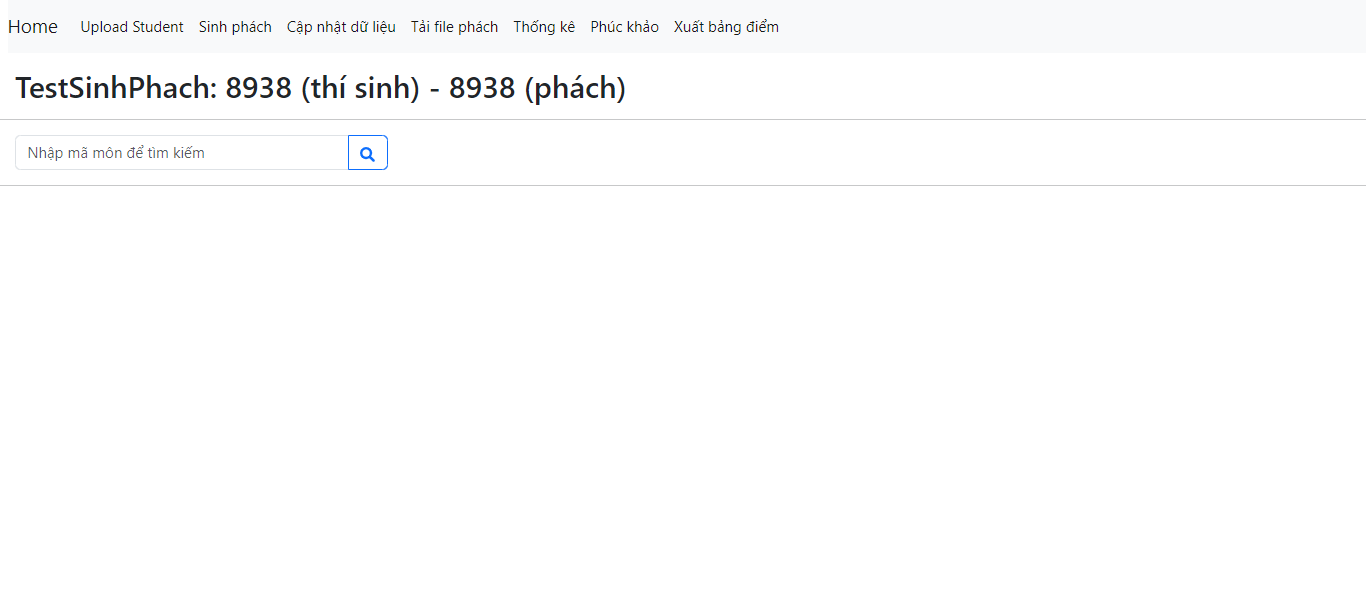 Home Upload Student Sinh phách Cập nhật dữ liệu Tải file phách Thống kê Phúc khảo Xuất bảng điểm
TestSinhPhach: 8938 (thí sinh) - 8938 (phách)
Nhập mã môn để tìm kiếm